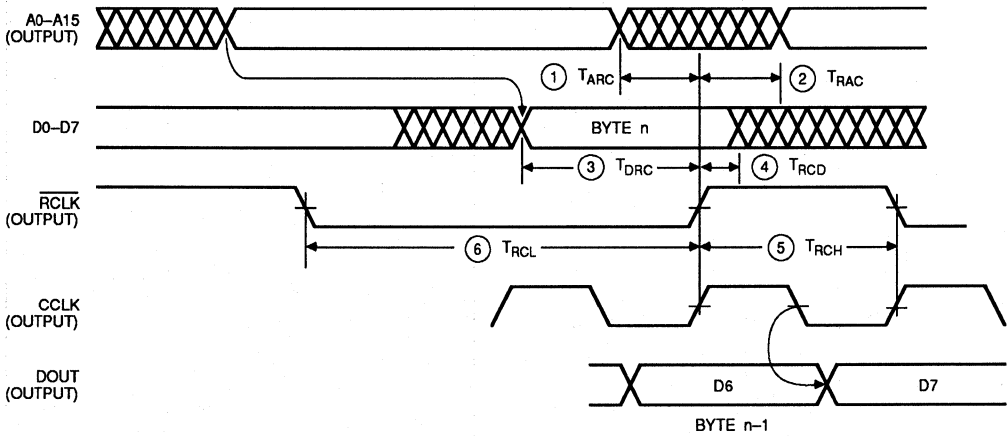 A0–A15
(OUTPUT)
1 TARC
2 TRAC
D0–D7
BYTE n
3 TDRC
4 TRCD
RCLK
(OUTPUT)
6 TRCL
5 TRCH
CCLK
(OUTPUT)
DOUT
(OUTPUT)
D6
D7
BYTE n–1